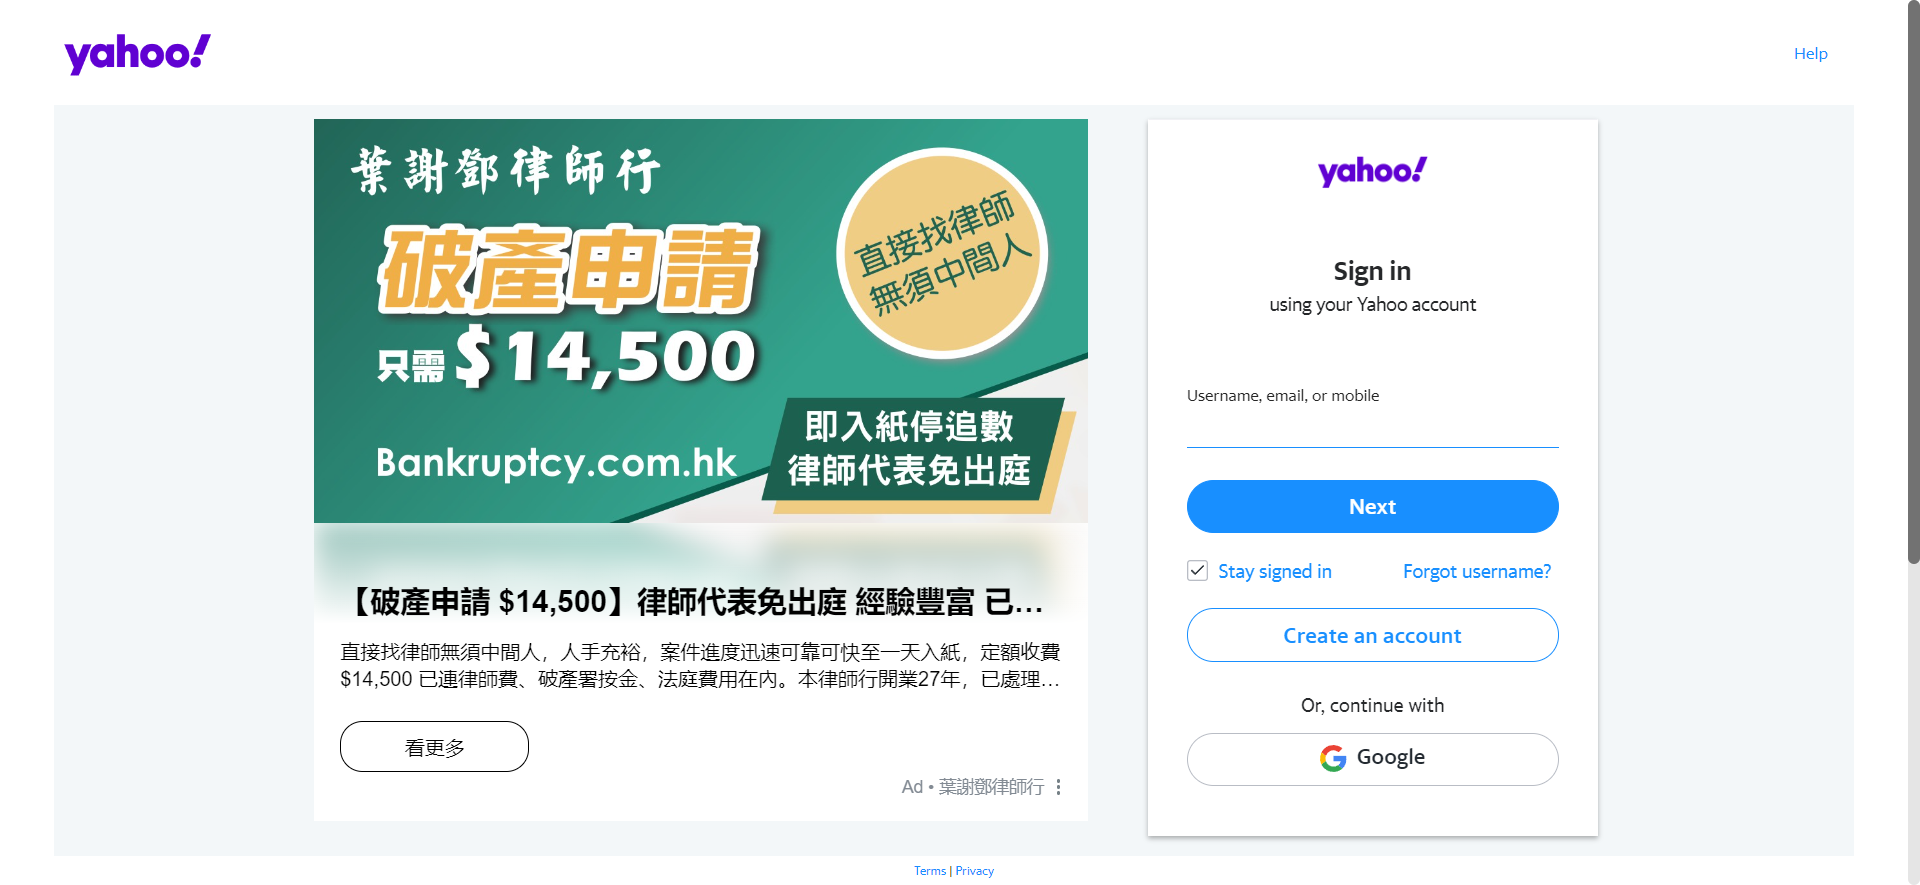 yahoo!
Help
葉謝鄧律師行
破產申請
只需 $14,500
Bankruptcy.com.hk
直接找律師
無須中間人
即入紙停追數
律師代表免出庭
【破產申請 $14,500】律師代表免出庭 經驗豐富 已…
直接找律師無須中間人，人手充裕，案件進度迅速可靠可快至一天入紙，定額收費
$14,500 已連律師費、破產署按金、法庭費用在內。本律師行開業27年，已處理…
看更多
Ad • 葉謝鄧律師行
yahoo!
Sign in
using your Yahoo account
Username, email, or mobile
Next
Stay signed in
Forgot username?
Create an account
Or, continue with
Google
Terms | Privacy